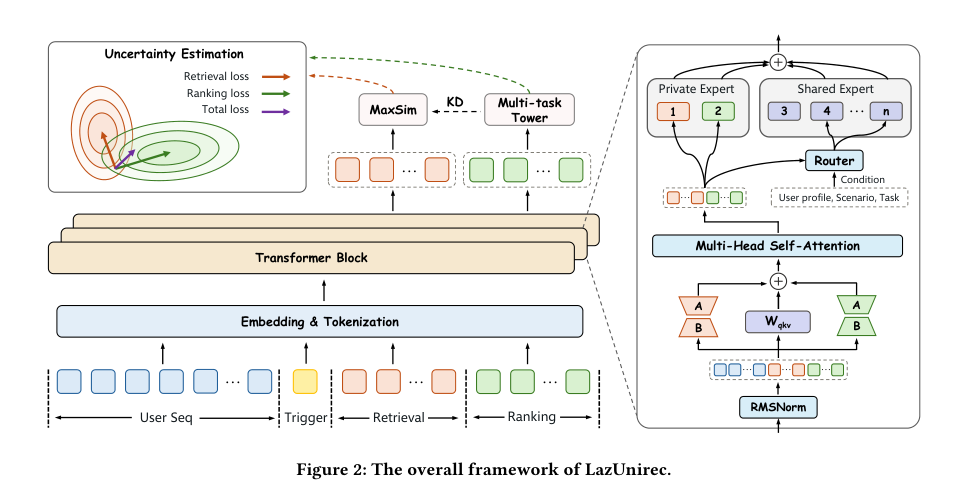 Uncertainty Estimation
Retrieval loss
Ranking loss
Total loss
MaxSim
KD
Multi-task
Tower
Transformer Block
Embedding & Tokenization
...
...
...
User Seq
Trigger
Retrieval
Ranking
Private Expert
1
2
Shared Expert
3
4
...
n
Router
Condition
User profile, Scenario, Task
Multi-Head Self-Attention
A
B
Wqkv
A
B
RMSNorm
Figure 2: The overall framework of LazUnirec.